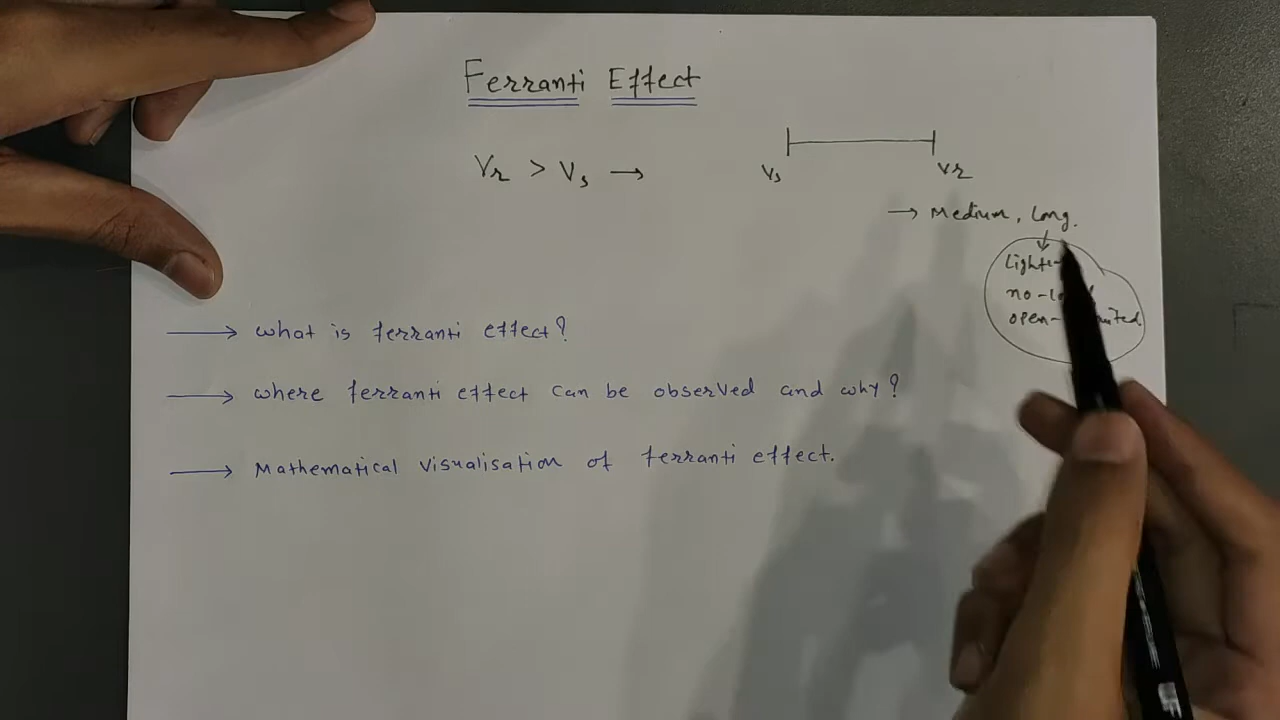 Ferranti Effect
Vr > Vs →
Vs Vr
→ Medium, Long.
no-
open-
→ what is ferranti effect?
→ where ferranti effect can be observed and why?
→ Mathematical visualisation of ferranti effect.